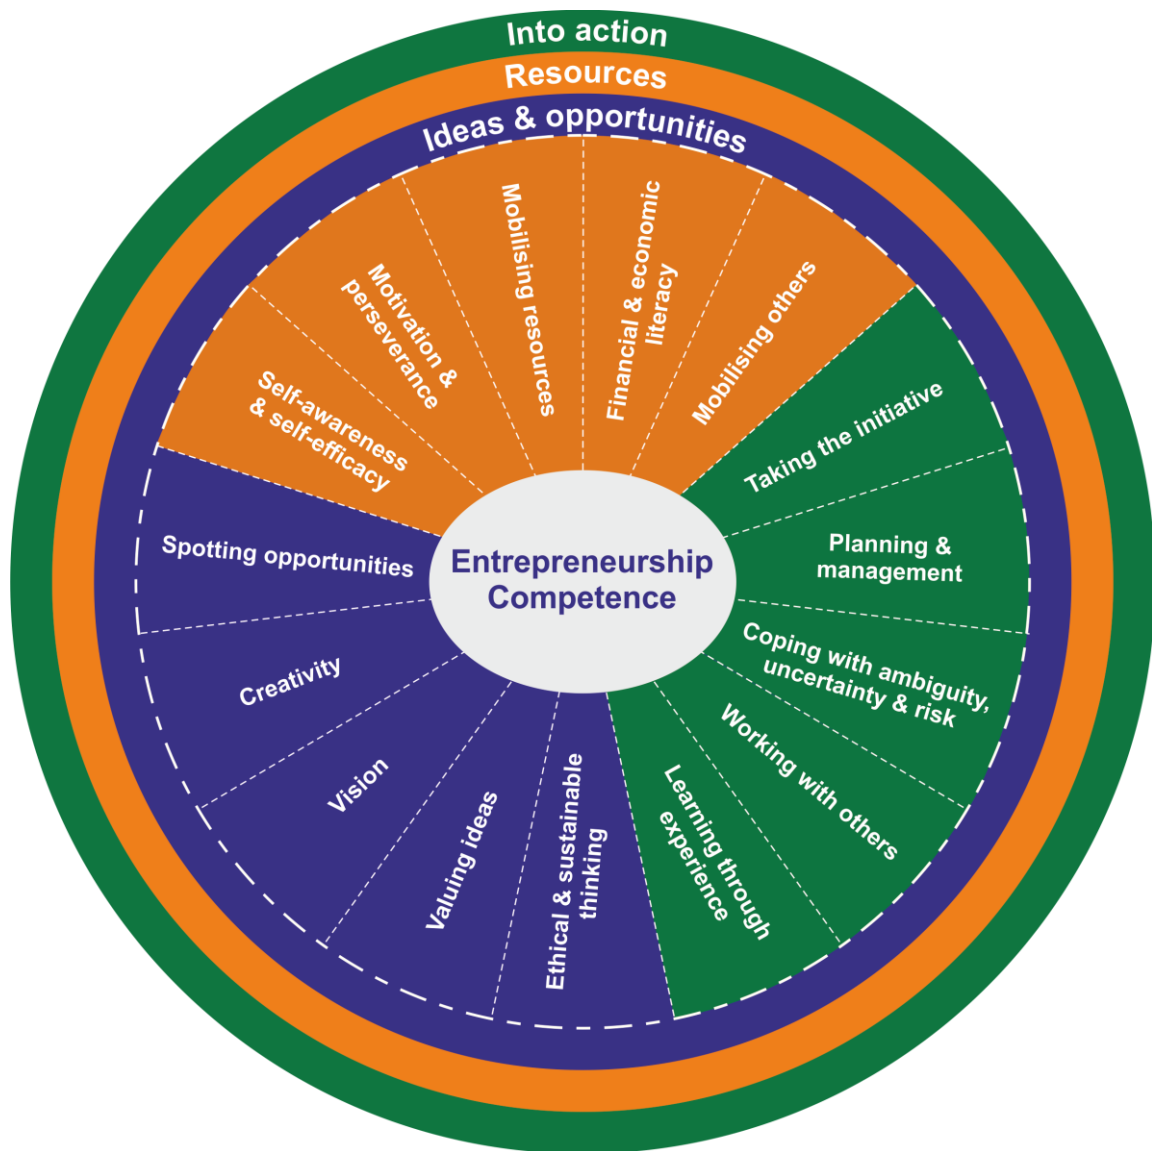 Into action
Resources
Ideas & opportunities
Mobilising resources
Financial & economic
literacy
Mobilising others
Motivation &
perseverance
Self-awareness
& self-efficacy
Taking the initiative
Planning &
management
Coping with ambiguity,
uncertainty & risk
Working with others
Learning through
experience
Ethical & sustainable
thinking
Valuing ideas
Vision
Creativity
Spotting opportunities
Entrepreneurship
Competence